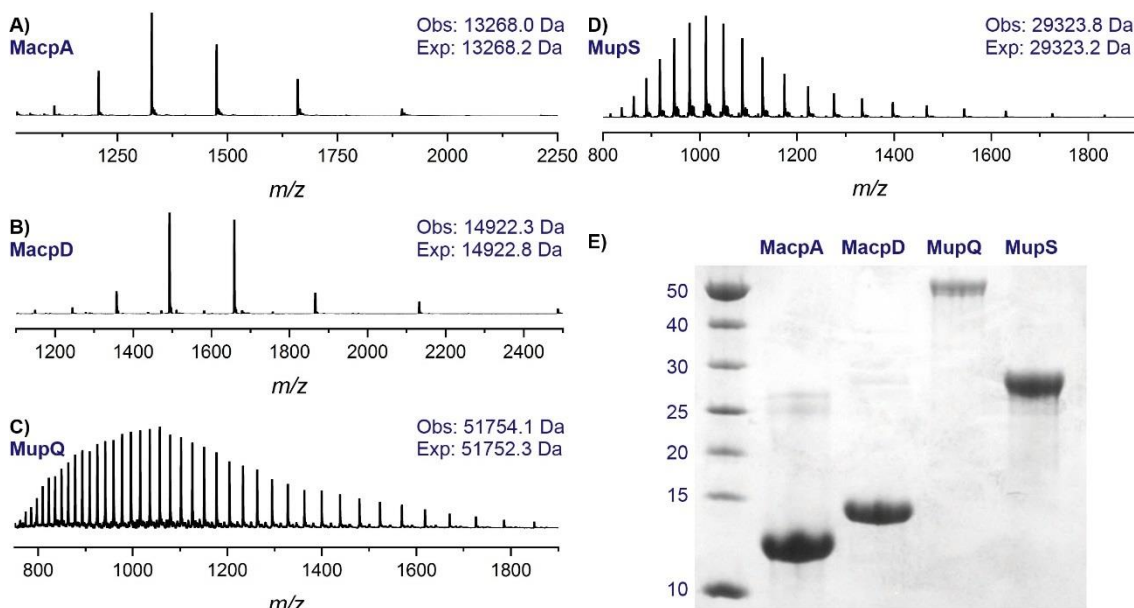 A)
MacpA
Obs: 13268.0 Da
Exp: 13268.2 Da
1250 1500 1750 2000 2250
m/z
B)
MacpD
Obs: 14922.3 Da
Exp: 14922.8 Da
1200 1400 1600 1800 2000 2200 2400
m/z
C)
MupQ
Obs: 51754.1 Da
Exp: 51752.3 Da
800 1000 1200 1400 1600 1800
m/z
D)
MupS
Obs: 29323.8 Da
Exp: 29323.2 Da
800 1000 1200 1400 1600 1800
m/z
E)
MacpA MacpD MupQ MupS
50
40
30
25
20
15
10